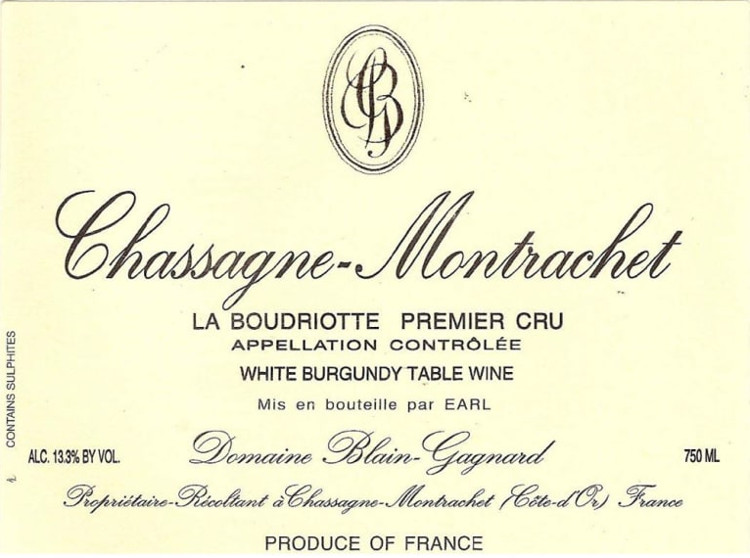 Chassagne-Montrachet
LA BOUDRIOTTE PREMIER CRU
APPELLATION CONTRÔLÉE
WHITE BURGUNDY TABLE WINE
Mis en bouteille par EARL
CONTAINS SULPHITES
ALC. 13.3% BY VOL.
Domaine Blain-Gagnard
750 ML
Propriétaire-Récoltant à Chassagne-Montrachet (Côte-d'Or) France
PRODUCE OF FRANCE